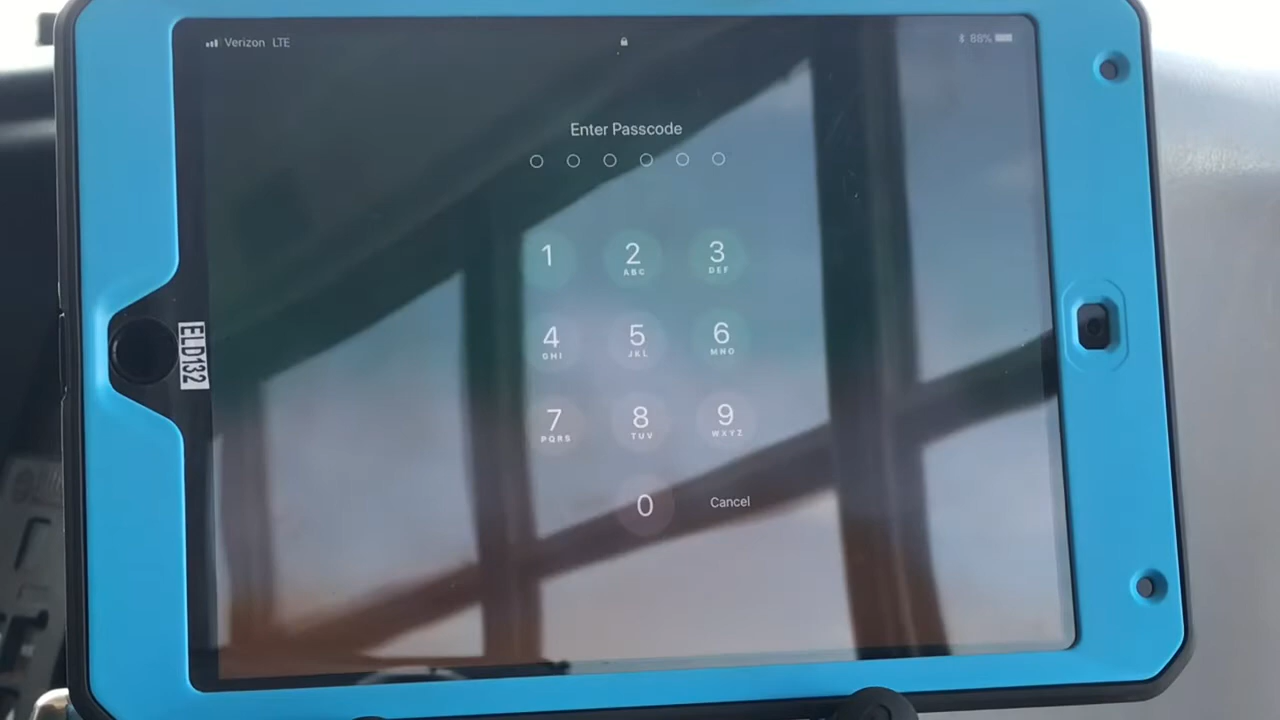 Verizon LTE
88%
Enter Passcode
1
2
ABC
3
DEF
4
GHI
5
JKL
6
MNO
7
PQRS
8
TUV
9
WXYZ
0
Cancel
ELD132